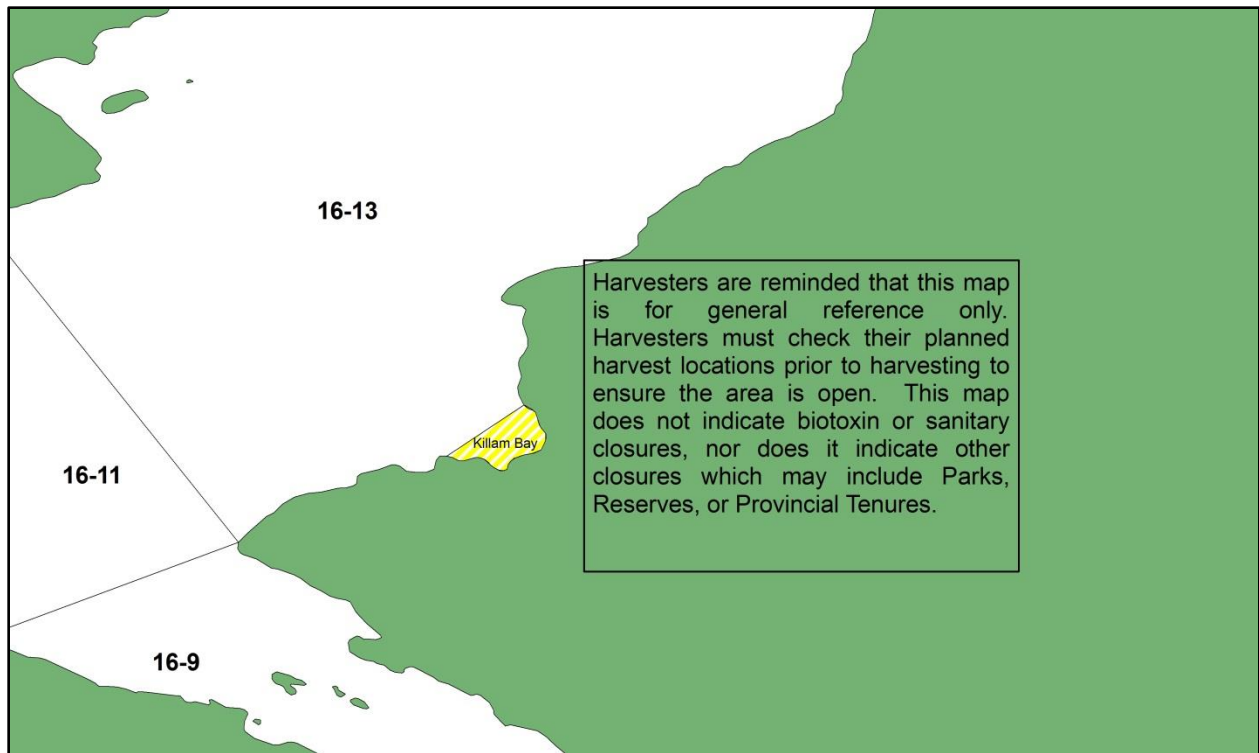 16-13
Harvesters are reminded that this map
is for general reference only.
Harvesters must check their planned
harvest locations prior to harvesting to
ensure the area is open. This map
does not indicate biotoxin or sanitary
closures, nor does it indicate other
closures which may include Parks,
Reserves, or Provincial Tenures.
Killam Bay
16-11
16-9